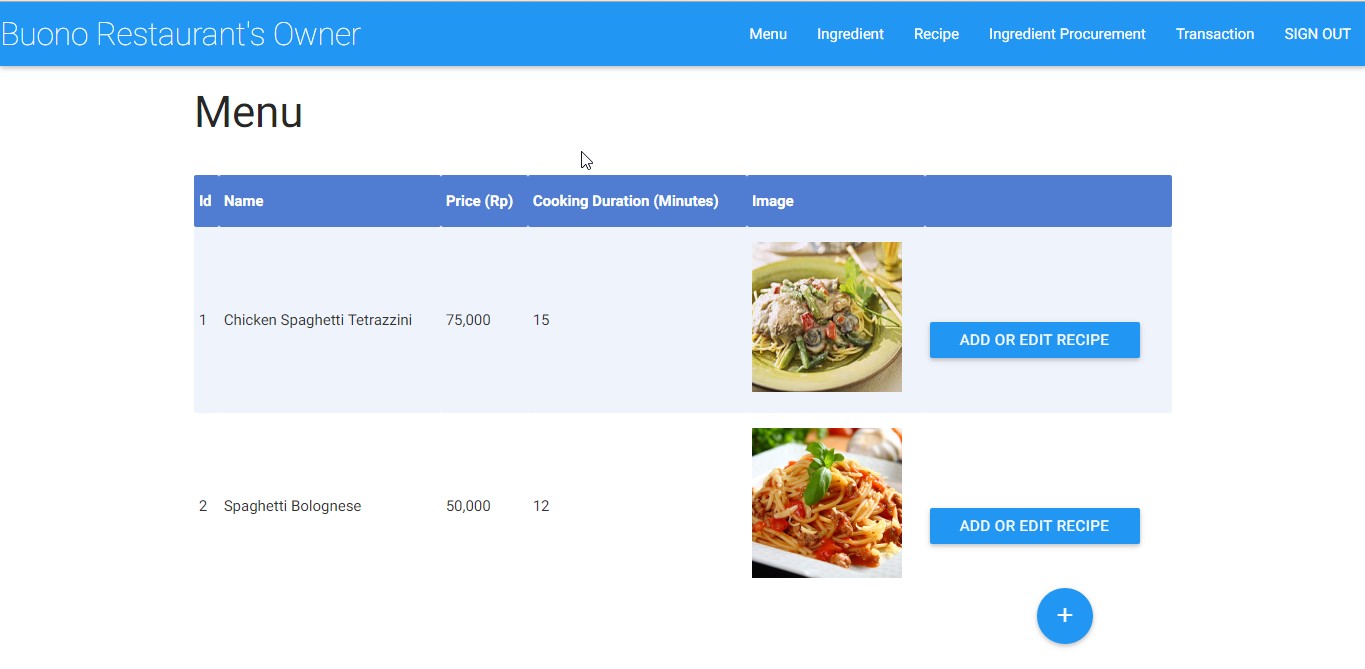 Buono Restaurant's Owner
Menu Ingredient Recipe Ingredient Procurement Transaction SIGN OUT
Menu
Id Name Price (Rp) Cooking Duration (Minutes) Image
1 Chicken Spaghetti Tetrazzini 75,000 15
ADD OR EDIT RECIPE
2 Spaghetti Bolognese 50,000 12
ADD OR EDIT RECIPE
+